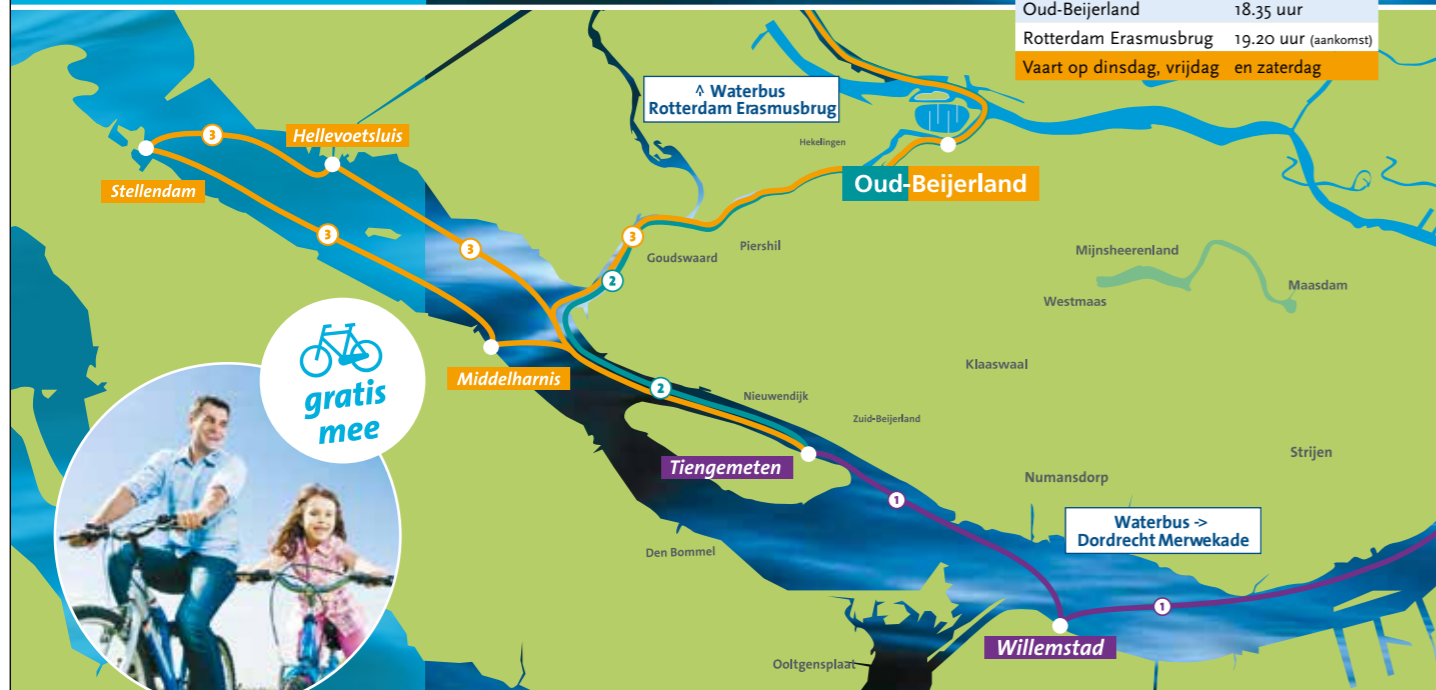 Oud-Beijerland 18.35 uur
Rotterdam Erasmusbrug 19.20 uur (aankomst)
Vaart op dinsdag, vrijdag en zaterdag
↑ Waterbus
Rotterdam Erasmusbrug
3
Hellevoetsluis
Hekelingen
Stellendam
Oud-Beijerland
3
3
3
Goudswaard
Piershil
Mijnsheerenland
2
Westmaas
Maasdam
gratis
mee
Middelharnis
2
Klaaswaal
Nieuwendijk
Zuid-Beijerland
Tiengemeten
Strijen
Numansdorp
1
Waterbus ->
Dordrecht Merwekade
Den Bommel
1
Willemstad
Ooltgensplaat